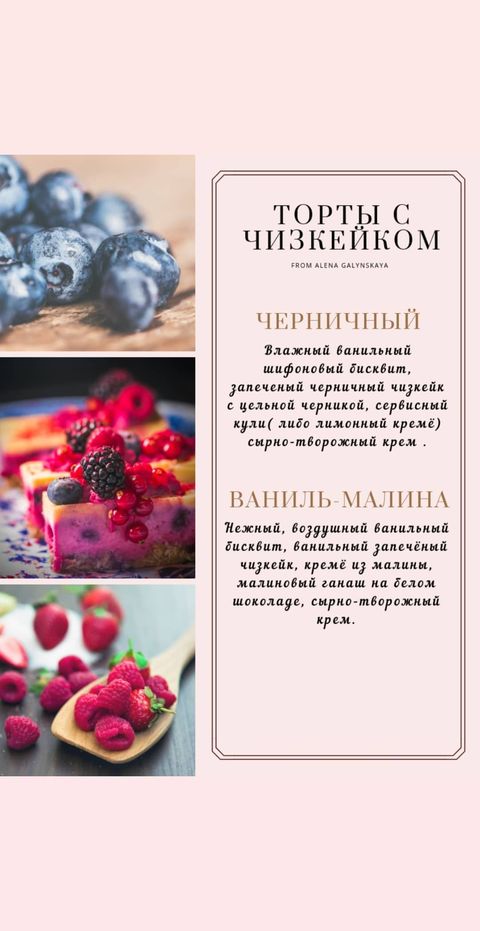 ТОРТЫ С
ЧИЗКЕЙКОМ
FROM ALENA GALYNSKAYA
ЧЕРНИЧНЫЙ
Влажный ванильный
шифоновый бисквит,
запеченый черничный чизкейк
с цельной черникой, сервисный
кули( либо лимонный кремё)
сырно-творожный крем .
ВАНИЛЬ-МАЛИНА
Нежный, воздушный ванильный
бисквит, ванильный запечёный
чизкейк, кремё из малины,
малиновый ганаш на белом
шоколаде, сырно-творожный
крем.